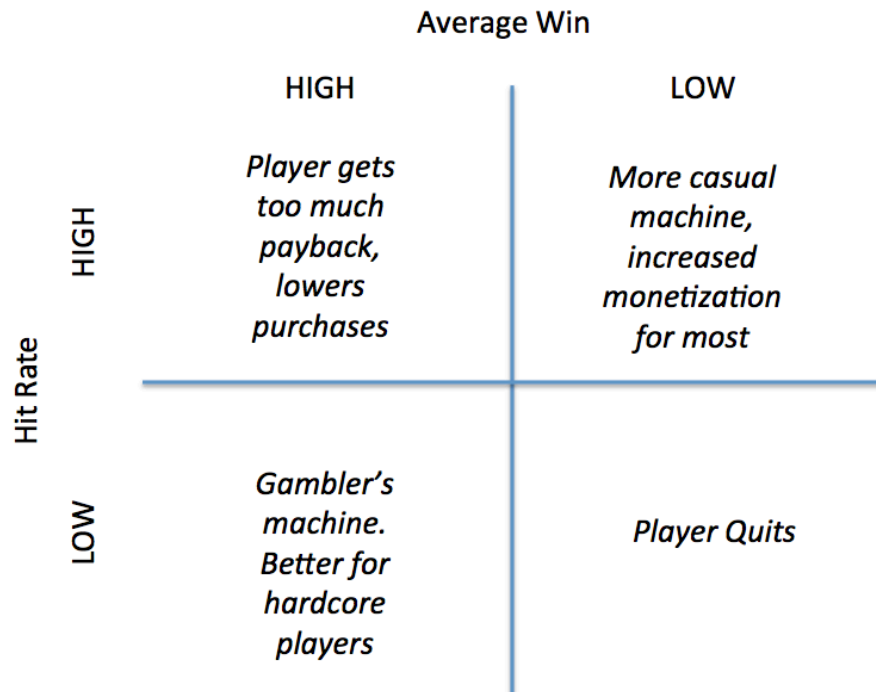 Average Win
HIGH
LOW
Hit Rate
HIGH
Player gets
too much
payback,
lowers
purchases
More casual
machine,
increased
monetization
for most
LOW
Gambler’s
machine.
Better for
hardcore
players
Player Quits